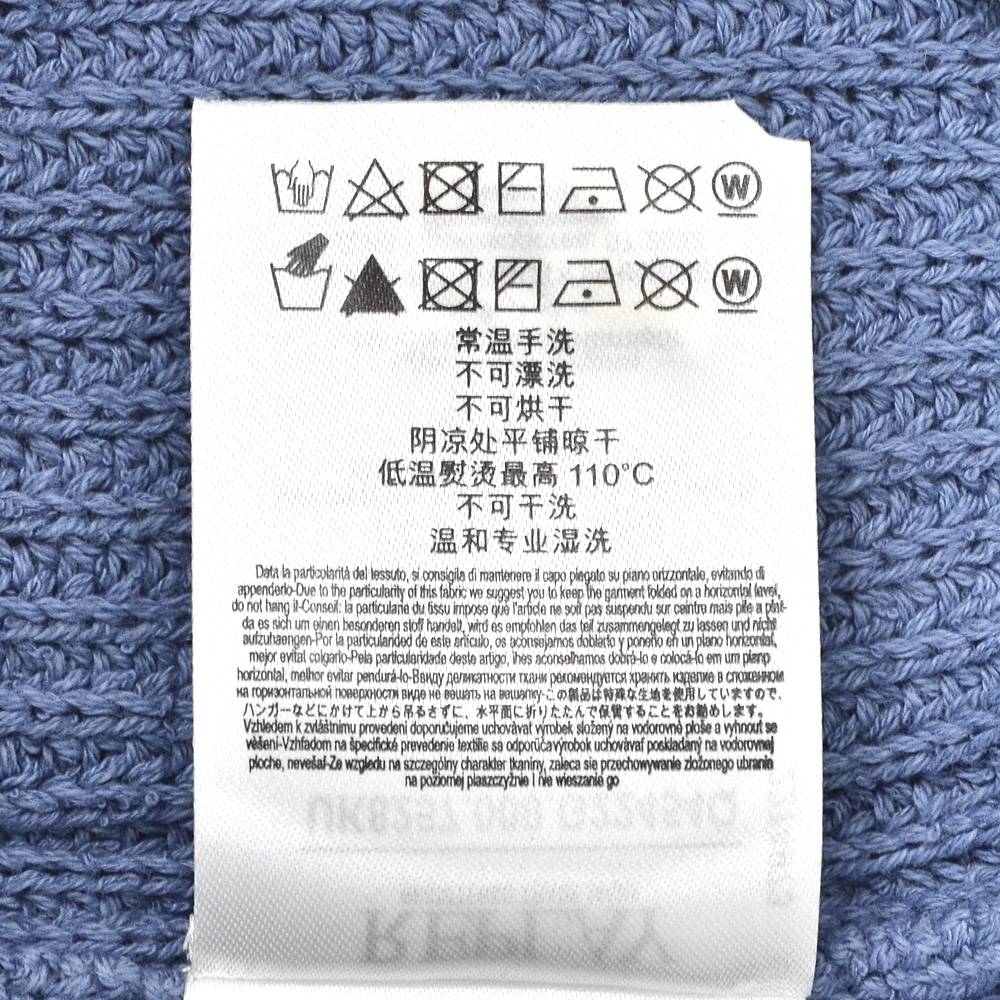 W
W
常温手洗
不可漂洗
不可烘干
阴凉处平铺晾干
低温熨烫最高 110°C
不可干洗
温和专业湿洗
Data la particolarità del tessuto, si consiglia di mantenere il capo piegato su piano orizzontale, evitando di
appenderlo-Due to the particularity of this fabric we suggest you to keep the garment folded on a horizontal level,
do not hang it-Conseil: la particularie du tissu impose que l'article ne soit pas suspendu sur ceintre mais plie a plat-
da es sich um einen besonderen stoff handelt, wird es empfohlen das teil zusammengelegt zu lassen und nicht
aufzuhaengen-Por la particularided de este articulo, os aconsejamos doblarlo y ponerlo en un plano horizontal,
mejor evitar colgarlo-Pela particularidade deste artigo, lhes aconselhamos dobrá-lo e colocá-lo em um plano
horizontal, melhor evitar pendurá-lo-Ввиду деликатности ткани рекомендуется хранить изделие в сложенном
на горизонтальной поверхности виде не вешать на вешалку-この製品は特殊な生地を使用していますので、
ハンガーなどにかけて上から吊るさずに、水平面に折りたたんで保管することをお勧めします。
Vzhledem k zvláštnímu provedení doporučujeme uchovávat výrobek složený na vodorovné ploše a vyhnout se
věšení-Vzhľadom na špecifické prevedenie textílie sa odporúča výrobok uchovávať poskladaný na vodorovnej
ploche, nevešať-Ze względu na szczególny charakter tkaniny, zaleca się przechowywanie złożonego ubrania
na poziomej płaszczyźnie i nie wieszanie go
REPLAY